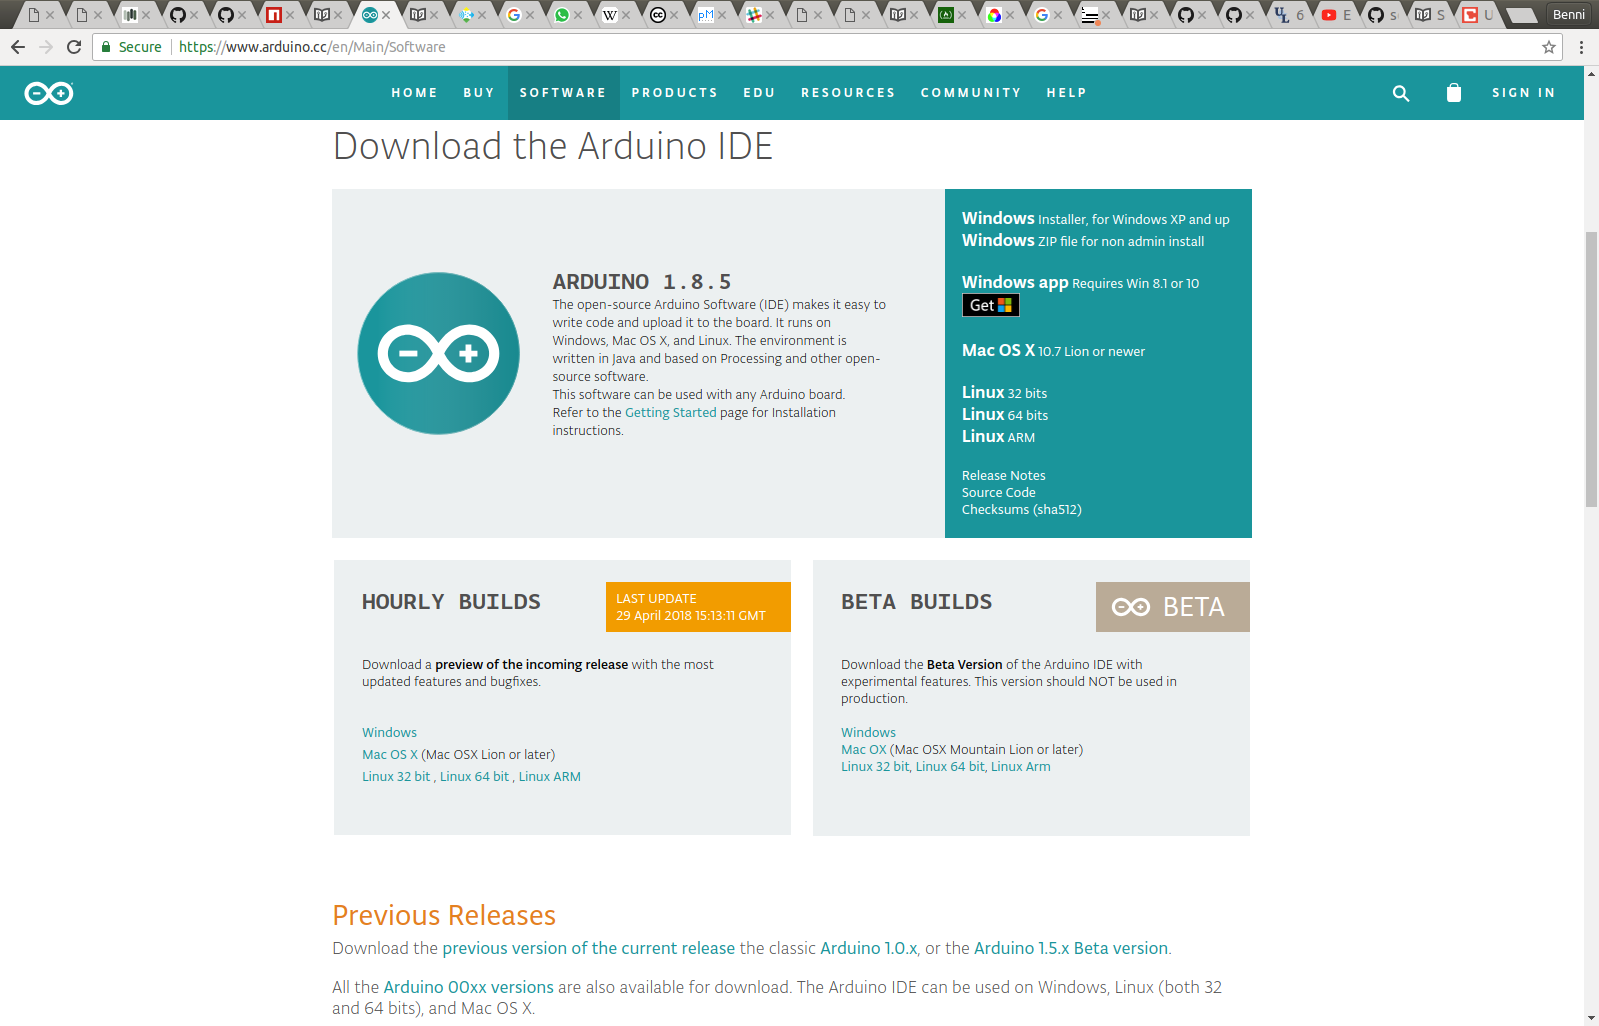 6
E
s
S
U
Benni
Secure
https://www.arduino.cc/en/Main/Software
HOME BUY SOFTWARE PRODUCTS EDU RESOURCES COMMUNITY HELP SIGN IN
Download the Arduino IDE
ARDUINO 1.8.5
The open-source Arduino Software (IDE) makes it easy to
write code and upload it to the board. It runs on
Windows, Mac OS X, and Linux. The environment is
written in Java and based on Processing and other open-
source software.
This software can be used with any Arduino board.
Refer to the Getting Started page for Installation
instructions.
Windows Installer, for Windows XP and up
Windows ZIP file for non admin install
Windows app Requires Win 8.1 or 10
Get
Mac OS X 10.7 Lion or newer
Linux 32 bits
Linux 64 bits
Linux ARM
Release Notes
Source Code
Checksums (sha512)
HOURLY BUILDS
LAST UPDATE
29 April 2018 15:13:11 GMT
Download a preview of the incoming release with the most
updated features and bugfixes.
Windows
Mac OS X (Mac OSX Lion or later)
Linux 32 bit , Linux 64 bit , Linux ARM
BETA BUILDS
BETA
Download the Beta Version of the Arduino IDE with
experimental features. This version should NOT be used in
production.
Windows
Mac OX (Mac OSX Mountain Lion or later)
Linux 32 bit, Linux 64 bit, Linux Arm
Previous Releases
Download the previous version of the current release the classic Arduino 1.0.x, or the Arduino 1.5.x Beta version.
All the Arduino 00xx versions are also available for download. The Arduino IDE can be used on Windows, Linux (both 32
and 64 bits), and Mac OS X.